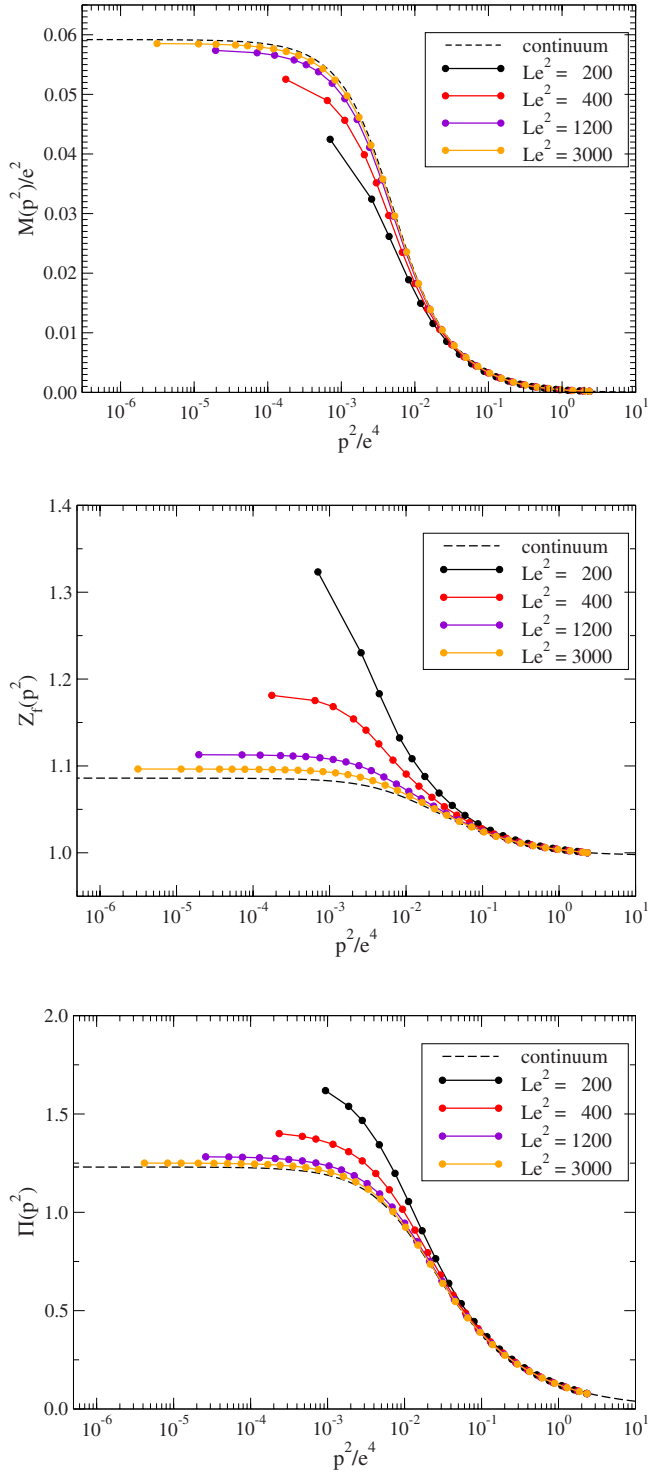 0.06
0.05
0.04
0.03
0.02
0.01
0.00
M(p²)/e²
continuum
Le² = 200
Le² = 400
Le² = 1200
Le² = 3000
10⁻⁶ 10⁻⁵ 10⁻⁴ 10⁻³ 10⁻² 10⁻¹ 10⁰ 10¹
p²/e⁴
1.4
1.3
1.2
1.1
1.0
Z_f(p²)
continuum
Le² = 200
Le² = 400
Le² = 1200
Le² = 3000
10⁻⁶ 10⁻⁵ 10⁻⁴ 10⁻³ 10⁻² 10⁻¹ 10⁰ 10¹
p²/e⁴
2.0
1.5
1.0
0.5
0.0
Π(p²)
continuum
Le² = 200
Le² = 400
Le² = 1200
Le² = 3000
10⁻⁶ 10⁻⁵ 10⁻⁴ 10⁻³ 10⁻² 10⁻¹ 10⁰ 10¹
p²/e⁴